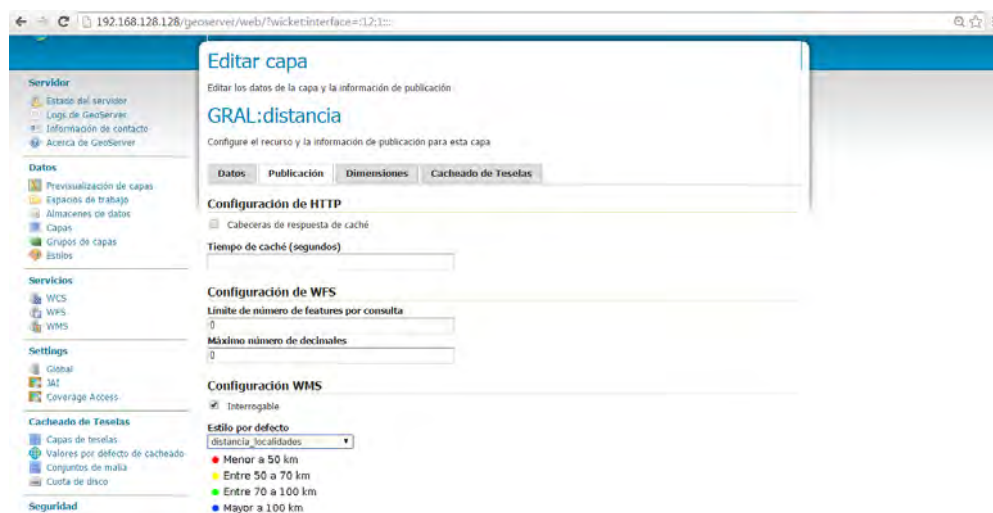 192.168.128.128/geoserver/web/?wicket:interface=:12:1:::
Servidor
Estado del servidor
Logs de GeoServer
Información de contacto
Acerca de GeoServer
Datos
Previsualización de capas
Espacios de trabajo
Almacenes de datos
Capas
Grupos de capas
Estilos
Servicios
WCS
WFS
WMS
Settings
Global
JAI
Coverage Access
Cacheado de Teselas
Capas de teselas
Valores por defecto de cacheado
Conjuntos de malla
Cuota de disco
Seguridad
Editar capa
Editar los datos de la capa y la información de publicación
GRAL:distancia
Configure el recurso y la información de publicación para esta capa
Datos Publicación Dimensiones Cacheado de Teselas
Configuración de HTTP
Cabeceras de respuesta de caché
Tiempo de caché (segundos)
Configuración de WFS
Límite de número de features por consulta
0
Máximo número de decimales
0
Configuración WMS
Interrogable
Estilo por defecto
distancia_localidades
Menor a 50 km
Entre 50 a 70 km
Entre 70 a 100 km
Mayor a 100 km